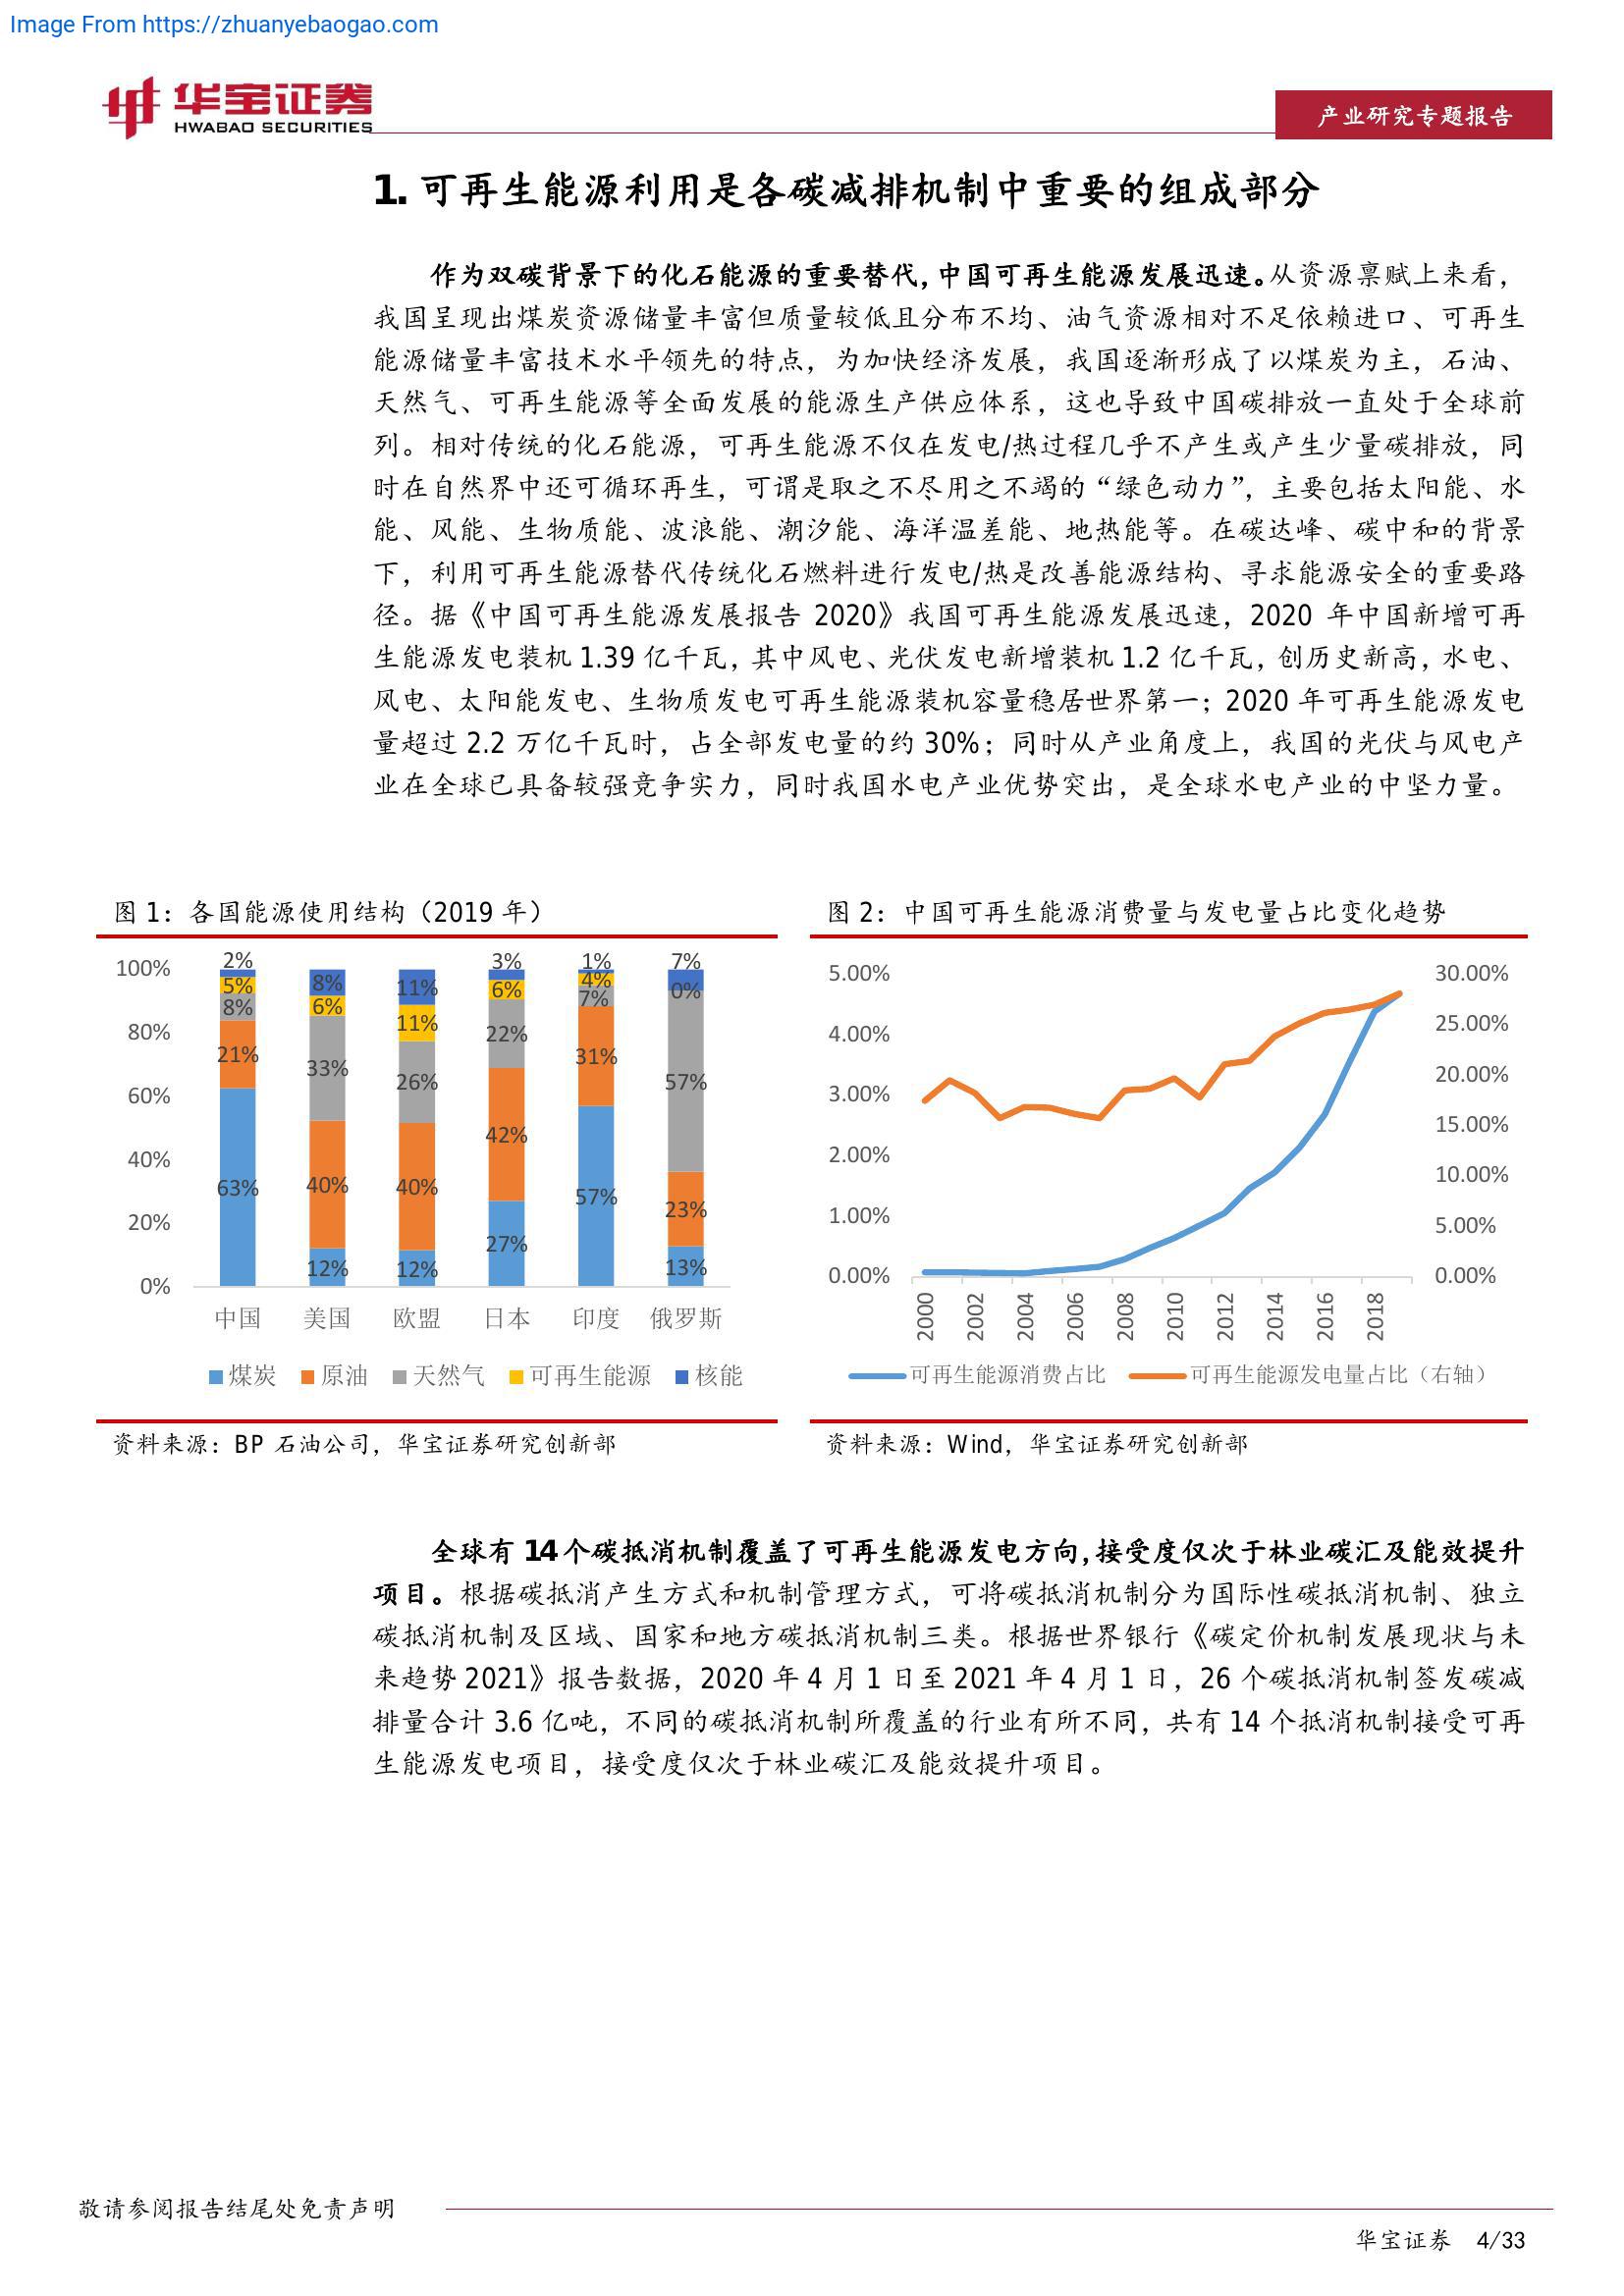 Image From https://zhuanyebaogao.com
华宝证券
HWABAO SECURITIES
产业研究专题报告
1. 可再生能源利用是各碳减排机制中重要的组成部分
作为双碳背景下的化石能源的重要替代，中国可再生能源发展迅速。从资源禀赋上来看，
我国呈现出煤炭资源储量丰富但质量较低且分布不均、油气资源相对不足依赖进口、可再生
能源储量丰富技术水平领先的特点，为加快经济发展，我国逐渐形成了以煤炭为主，石油、
天然气、可再生能源等全面发展的能源生产供应体系，这也导致中国碳排放一直处于全球前
列。相对传统的化石能源，可再生能源不仅在发电/热过程几乎不产生或产生少量碳排放，同
时在自然界中还可循环再生，可谓是取之不尽用之不竭的“绿色动力”，主要包括太阳能、水
能、风能、生物质能、波浪能、潮汐能、海洋温差能、地热能等。在碳达峰、碳中和的背景
下，利用可再生能源替代传统化石燃料进行发电/热是改善能源结构、寻求能源安全的重要路
径。据《中国可再生能源发展报告 2020》我国可再生能源发展迅速，2020 年中国新增可再
生能源发电装机 1.39 亿千瓦，其中风电、光伏发电新增装机 1.2 亿千瓦，创历史新高，水电、
风电、太阳能发电、生物质发电可再生能源装机容量稳居世界第一；2020 年可再生能源发电
量超过 2.2 万亿千瓦时，占全部发电量的约 30%；同时从产业角度上，我国的光伏与风电产
业在全球已具备较强竞争实力，同时我国水电产业优势突出，是全球水电产业的中坚力量。
图 1：各国能源使用结构（2019 年）
100%
80%
60%
40%
20%
0%
2%
5%
8%
21%
63%
8%
6%
33%
40%
12%
11%
11%
26%
40%
12%
3%
6%
22%
42%
27%
1%
4%
7%
31%
57%
7%
0%
57%
23%
13%
中国 美国 欧盟 日本 印度 俄罗斯
煤炭 原油 天然气 可再生能源 核能
资料来源：BP 石油公司，华宝证券研究创新部
图 2：中国可再生能源消费量与发电量占比变化趋势
5.00%
4.00%
3.00%
2.00%
1.00%
0.00%
30.00%
25.00%
20.00%
15.00%
10.00%
5.00%
0.00%
2000 2002 2004 2006 2008 2010 2012 2014 2016 2018
可再生能源消费占比 可再生能源发电量占比（右轴）
资料来源：Wind，华宝证券研究创新部
全球有 14 个碳抵消机制覆盖了可再生能源发电方向，接受度仅次于林业碳汇及能效提升
项目。根据碳抵消产生方式和机制管理方式，可将碳抵消机制分为国际性碳抵消机制、独立
碳抵消机制及区域、国家和地方碳抵消机制三类。根据世界银行《碳定价机制发展现状与未
来趋势 2021》报告数据，2020 年 4 月 1 日至 2021 年 4 月 1 日，26 个碳抵消机制签发碳减
排量合计 3.6 亿吨，不同的碳抵消机制所覆盖的行业有所不同，共有 14 个抵消机制接受可再
生能源发电项目，接受度仅次于林业碳汇及能效提升项目。
敬请参阅报告结尾处免责声明
华宝证券 4/33